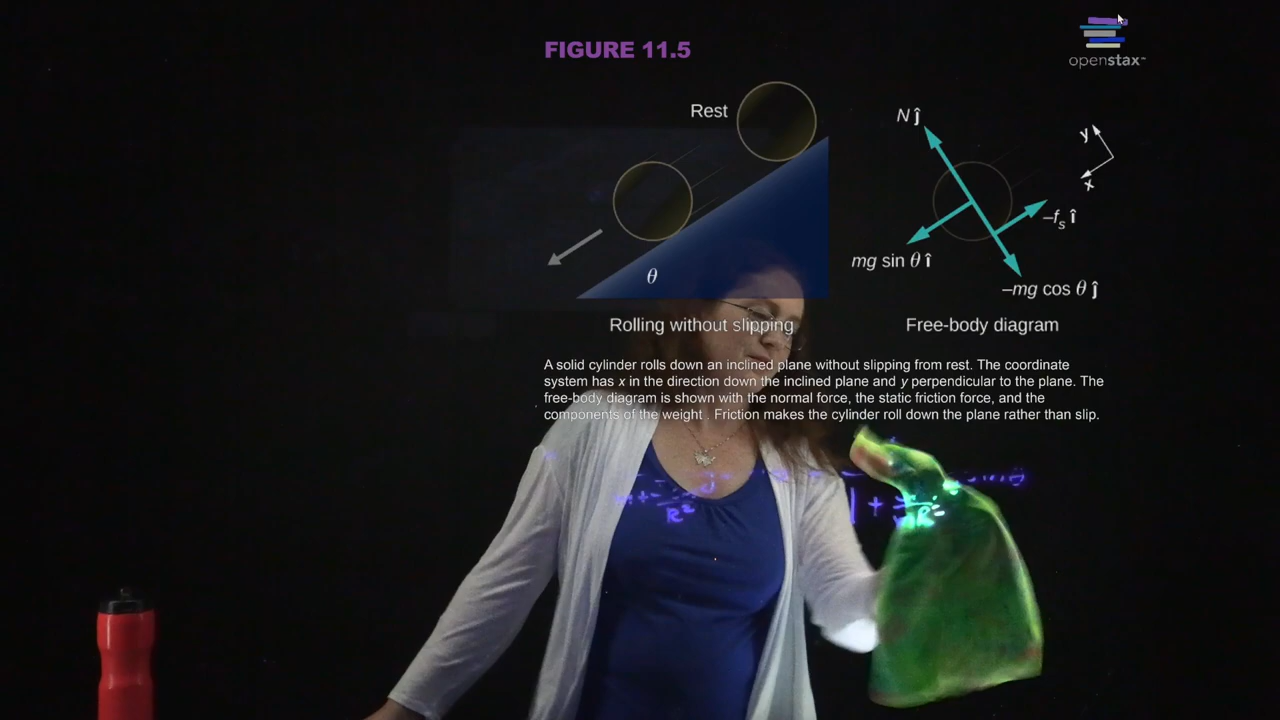 FIGURE 11.5
openstax™
Rest
θ
Rolling without slipping
N ĵ
y
x
–fs î
mg sin θ î
–mg cos θ ĵ
Free-body diagram
A solid cylinder rolls down an inclined plane without slipping from rest. The coordinate
system has x in the direction down the inclined plane and y perpendicular to the plane. The
free-body diagram is shown with the normal force, the static friction force, and the
components of the weight . Friction makes the cylinder roll down the plane rather than slip.
R²